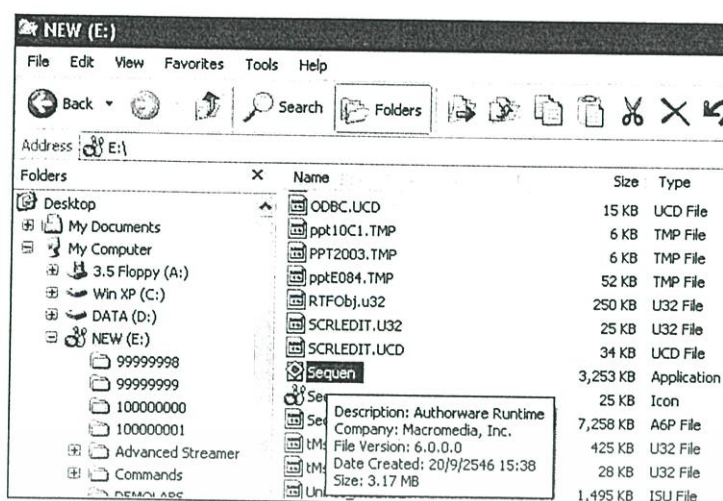 NEW (E:)
File Edit View Favorites Tools Help
Back Search Folders
Address E:\
Folders X Name Size Type
Desktop
My Documents
My Computer
3.5 Floppy (A:)
Win XP (C:)
DATA (D:)
NEW (E:)
99999998
99999999
100000000
100000001
Advanced Streamer
Commands
DEMOLABS
ODBC.UCD 15 KB UCD File
ppt10C1.TMP 6 KB TMP File
PPT2003.TMP 6 KB TMP File
pptE084.TMP 52 KB TMP File
RTFObj.u32 250 KB U32 File
SCRLEDIT.U32 25 KB U32 File
SCRLEDIT.UCD 34 KB UCD File
Sequen 3,253 KB Application
25 KB Icon
7,258 KB A6P File
425 KB U32 File
28 KB U32 File
1,495 KB ISU File
Description: Authorware Runtime
Company: Macromedia, Inc.
File Version: 6.0.0.0
Date Created: 20/9/2546 15:38
Size: 3.17 MB